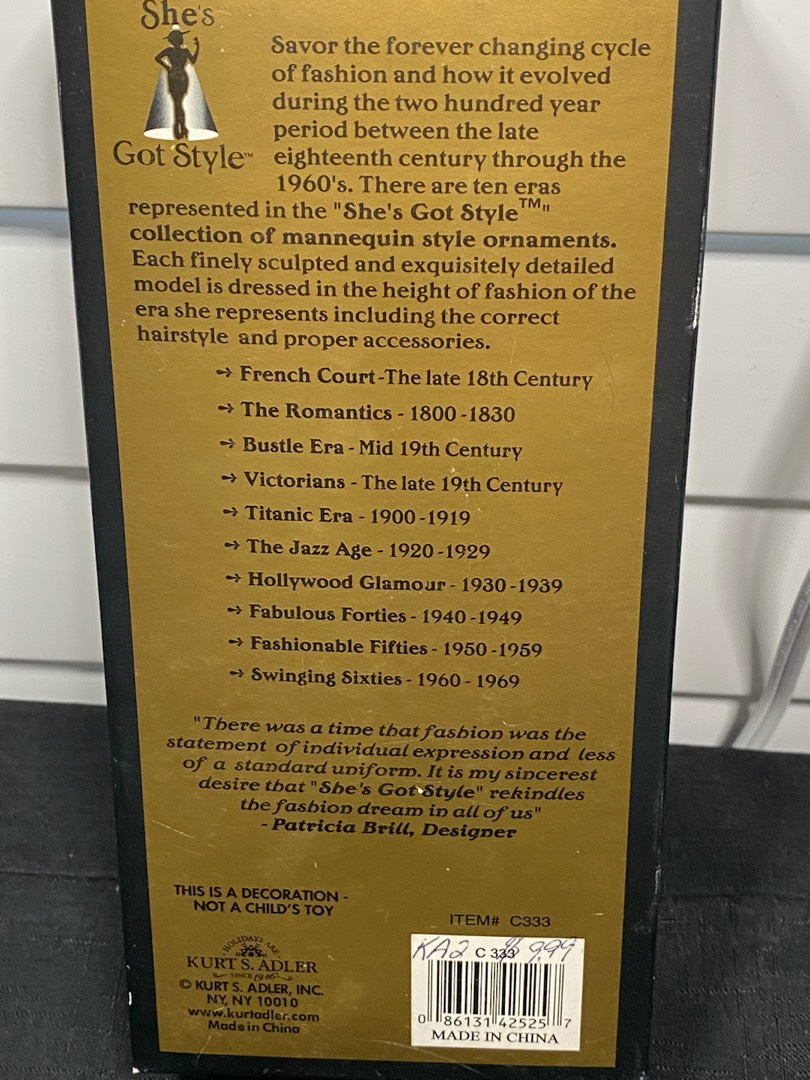 She's
Got Style™
Savor the forever changing cycle
of fashion and how it evolved
during the two hundred year
period between the late
eighteenth century through the
1960's. There are ten eras
represented in the "She's Got Style™"
collection of mannequin style ornaments.
Each finely sculpted and exquisitely detailed
model is dressed in the height of fashion of the
era she represents including the correct
hairstyle and proper accessories.
➙ French Court-The late 18th Century
➙ The Romantics - 1800-1830
➙ Bustle Era - Mid 19th Century
➙ Victorians - The late 19th Century
➙ Titanic Era - 1900-1919
➙ The Jazz Age - 1920-1929
➙ Hollywood Glamour - 1930-1939
➙ Fabulous Forties - 1940-1949
➙ Fashionable Fifties - 1950-1959
➙ Swinging Sixties - 1960 - 1969
"There was a time that fashion was the
statement of individual expression and less
of a standard uniform. It is my sincerest
desire that "She's Got Style" rekindles
the fashion dream in all of us"
- Patricia Brill, Designer
THIS IS A DECORATION -
NOT A CHILD'S TOY
HOLIDAYS ARE
KURT S. ADLER
SINCE 1946
© KURT S. ADLER, INC.
NY, NY 10010
www.kurtadler.com
Made in China
ITEM# C333
KA2 C 333 $9.99
0 86131 42525 7
MADE IN CHINA